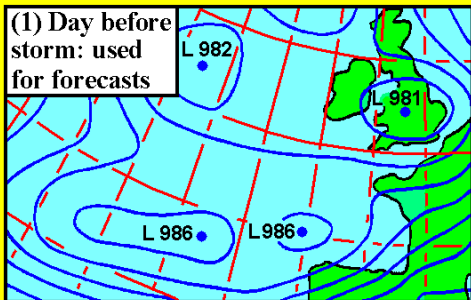 (1) Day before
storm: used
for forecasts
L 982
L 981
L 986
L986